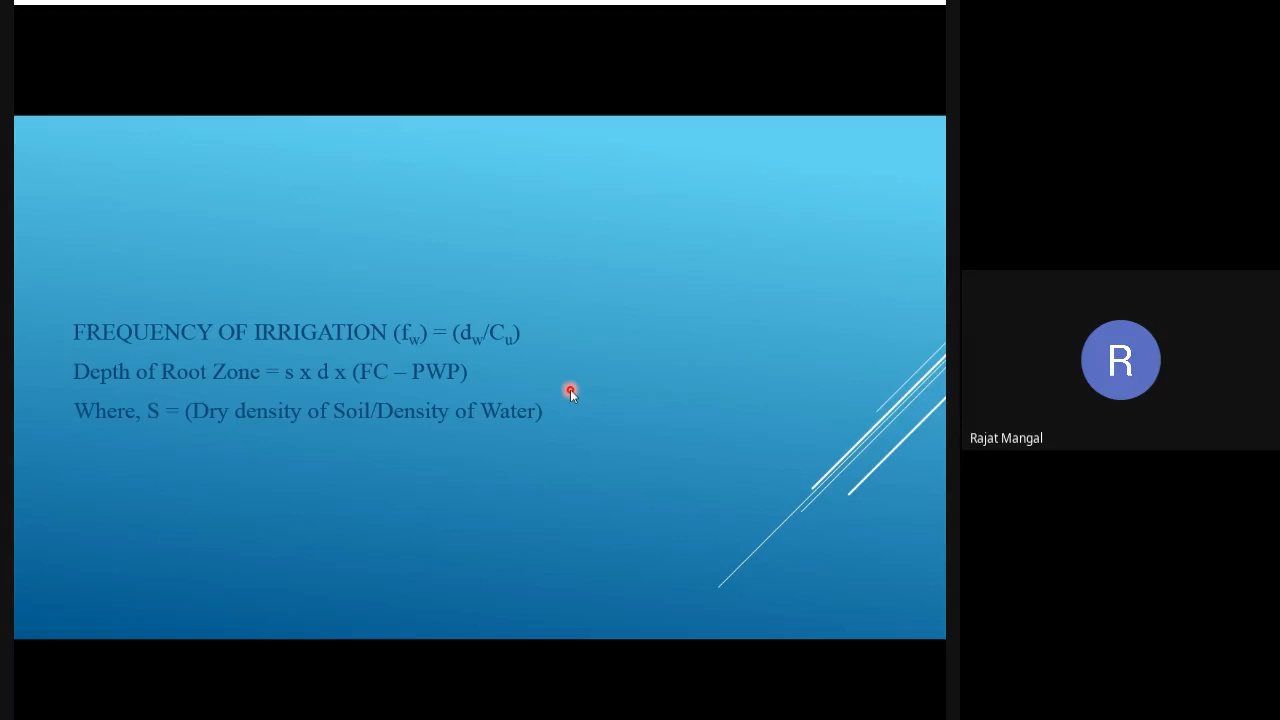 FREQUENCY OF IRRIGATION (fw) = (dw/Cu)
Depth of Root Zone = s x d x (FC – PWP)
Where, S = (Dry density of Soil/Density of Water)
R
Rajat Mangal